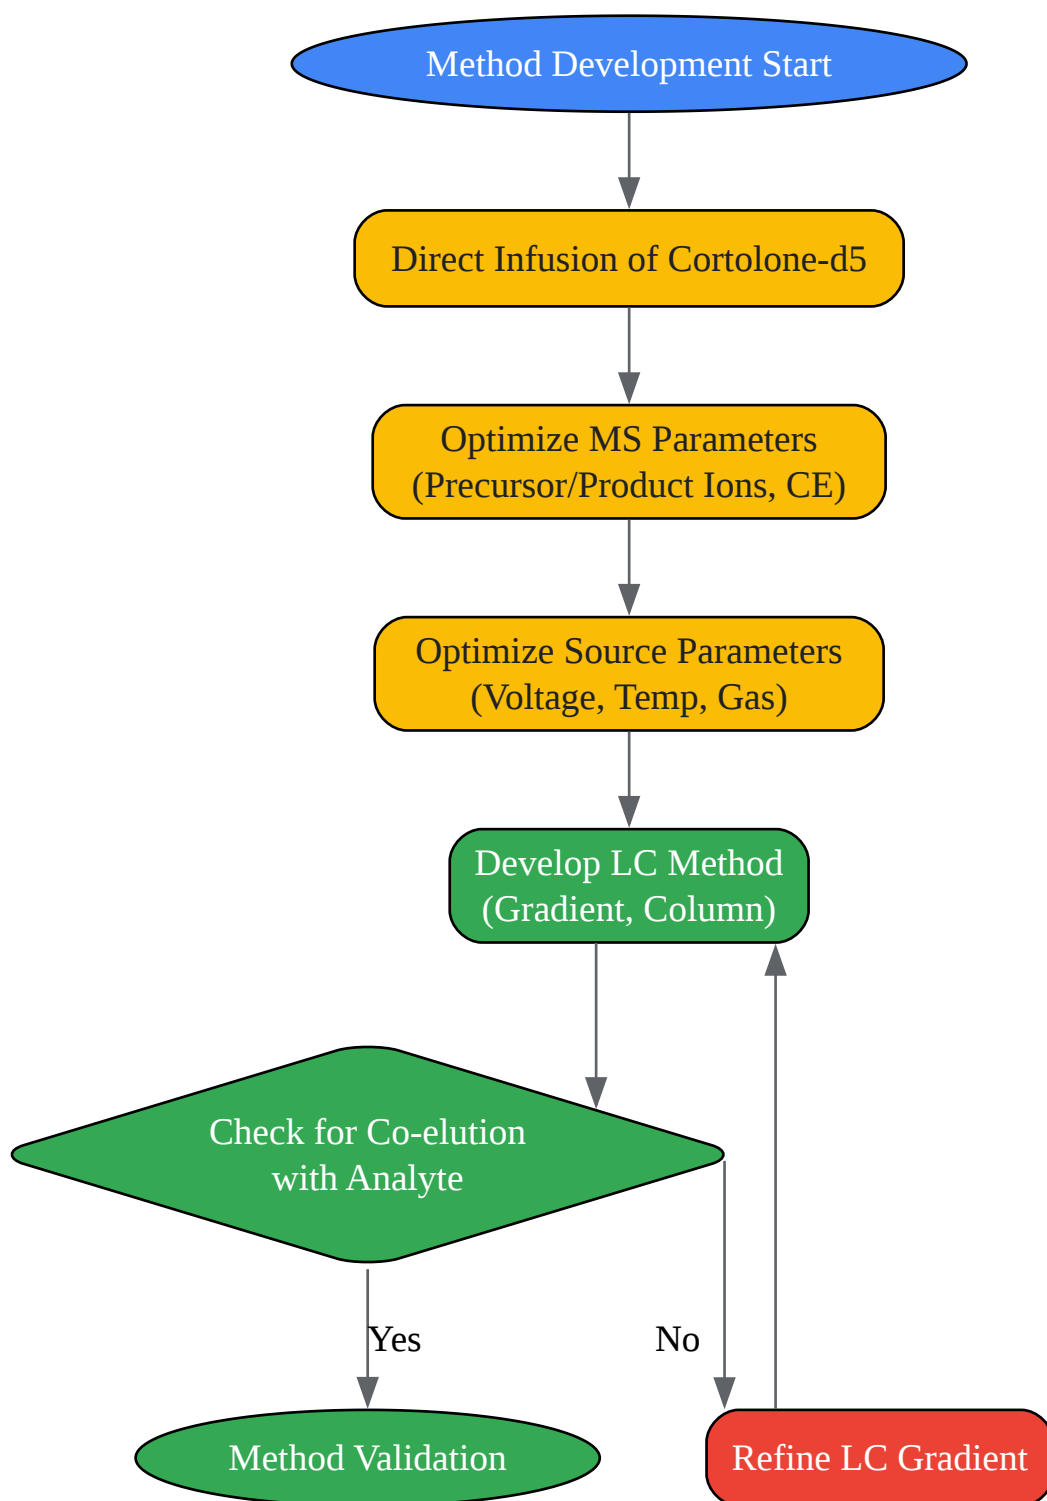 Method Development Start
Direct Infusion of Cortolone-d5
Optimize MS Parameters
(Precursor/Product Ions, CE)
Optimize Source Parameters
(Voltage, Temp, Gas)
Develop LC Method
(Gradient, Column)
Check for Co-elution
with Analyte
Yes
No
Method Validation
Refine LC Gradient